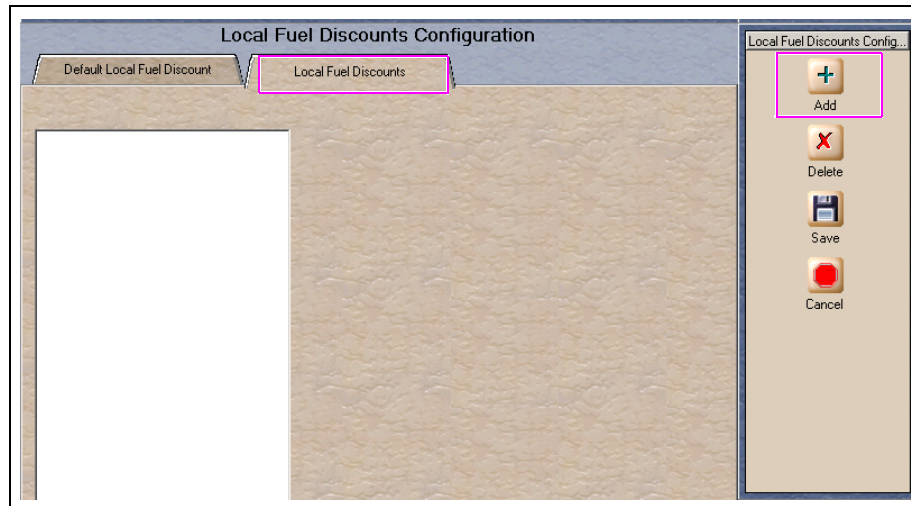 Local Fuel Discounts Configuration
Default Local Fuel Discount
Local Fuel Discounts
Local Fuel Discounts Config...
Add
Delete
Save
Cancel